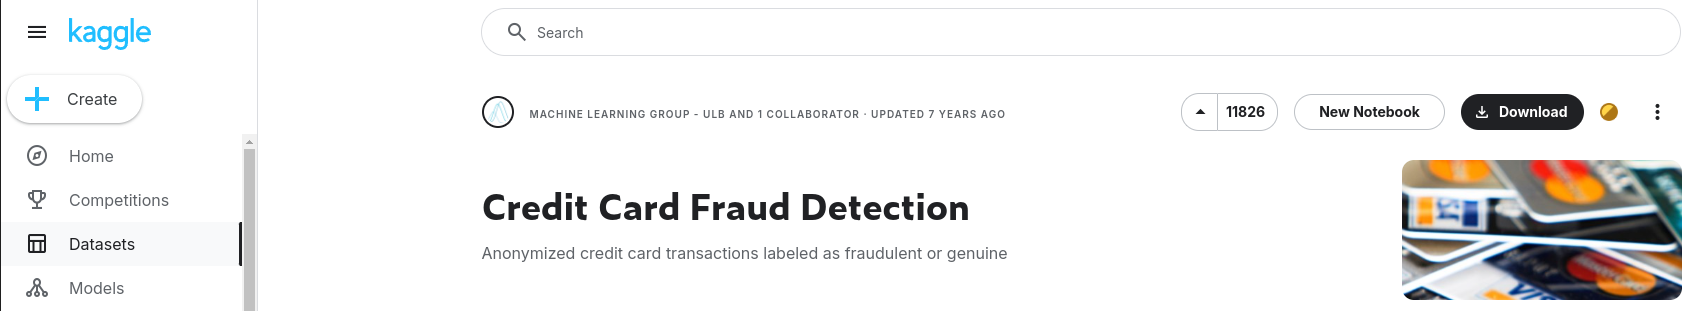 kaggle
Search
Create
MACHINE LEARNING GROUP - ULB AND 1 COLLABORATOR · UPDATED 7 YEARS AGO
11826
New Notebook
Download
Home
Competitions
Datasets
Models
Credit Card Fraud Detection
Anonymized credit card transactions labeled as fraudulent or genuine